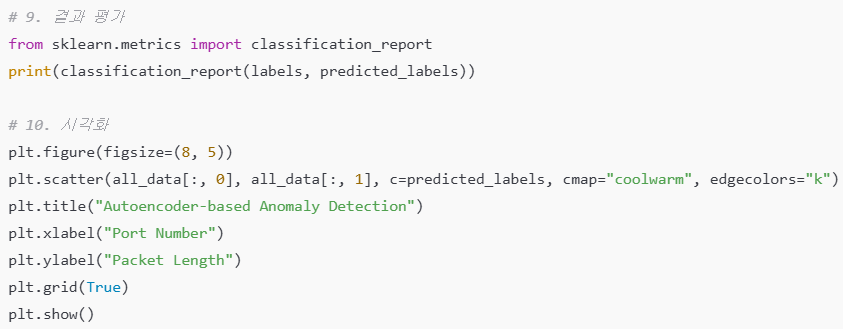 # 9. 결과 평가
from sklearn.metrics import classification_report
print(classification_report(labels, predicted_labels))
# 10. 시각화
plt.figure(figsize=(8, 5))
plt.scatter(all_data[:, 0], all_data[:, 1], c=predicted_labels, cmap="coolwarm", edgecolors="k")
plt.title("Autoencoder-based Anomaly Detection")
plt.xlabel("Port Number")
plt.ylabel("Packet Length")
plt.grid(True)
plt.show()